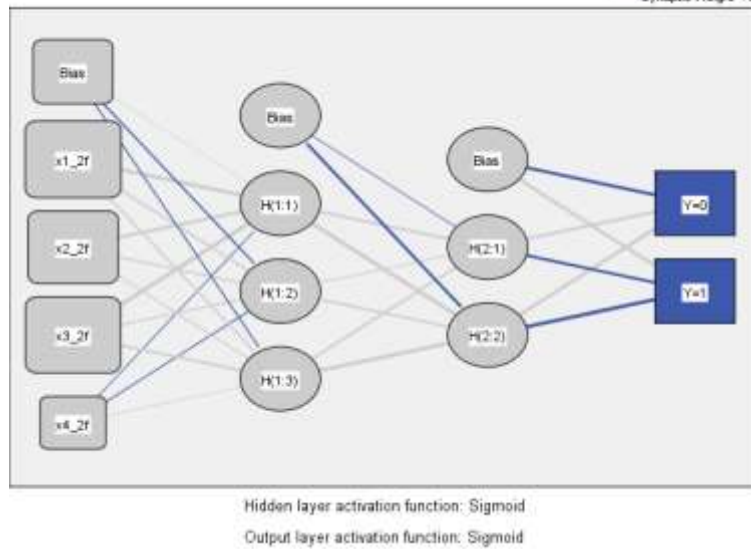 Bias
x1_2f
x2_2f
x3_2f
x4_2f
Bias
H(1:1)
H(1:2)
H(1:3)
Bias
H(2:1)
H(2:2)
Y=0
Y=1
Hidden layer activation function: Sigmoid
Output layer activation function: Sigmoid